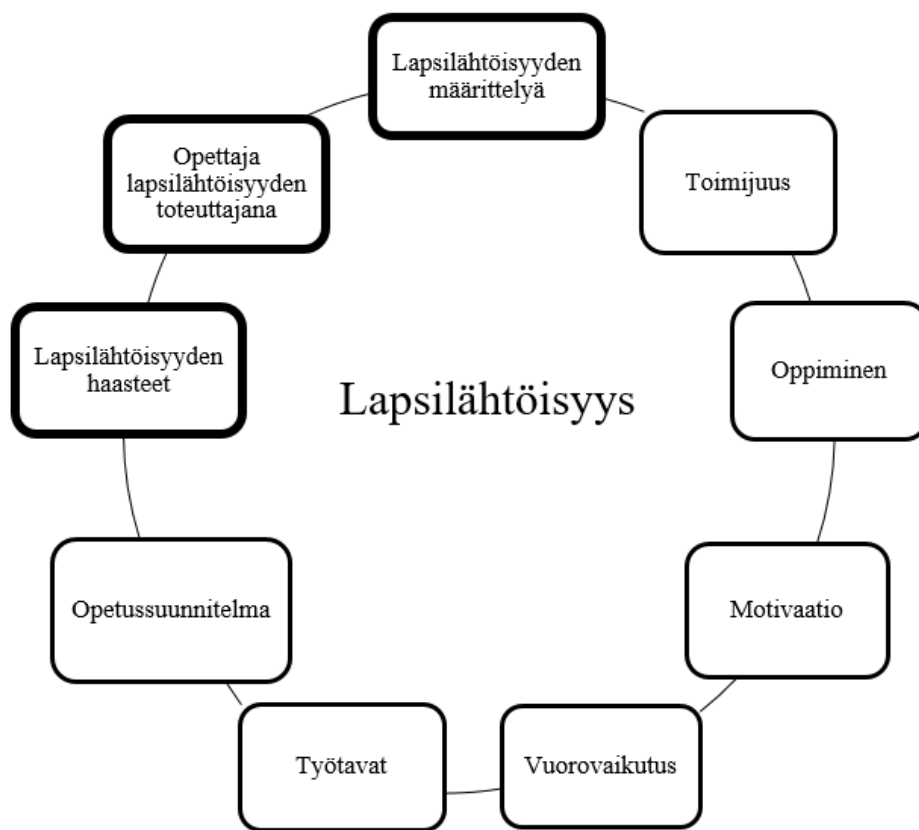 Lapsilähtöisyyden
määrittelyä
Toimijuus
Oppiminen
Motivaatio
Vuorovaikutus
Työtavat
Opetussuunnitelma
Lapsilähtöisyyden
haasteet
Opettaja
lapsilähtöisyyden
toteuttajana
Lapsilähtöisyys